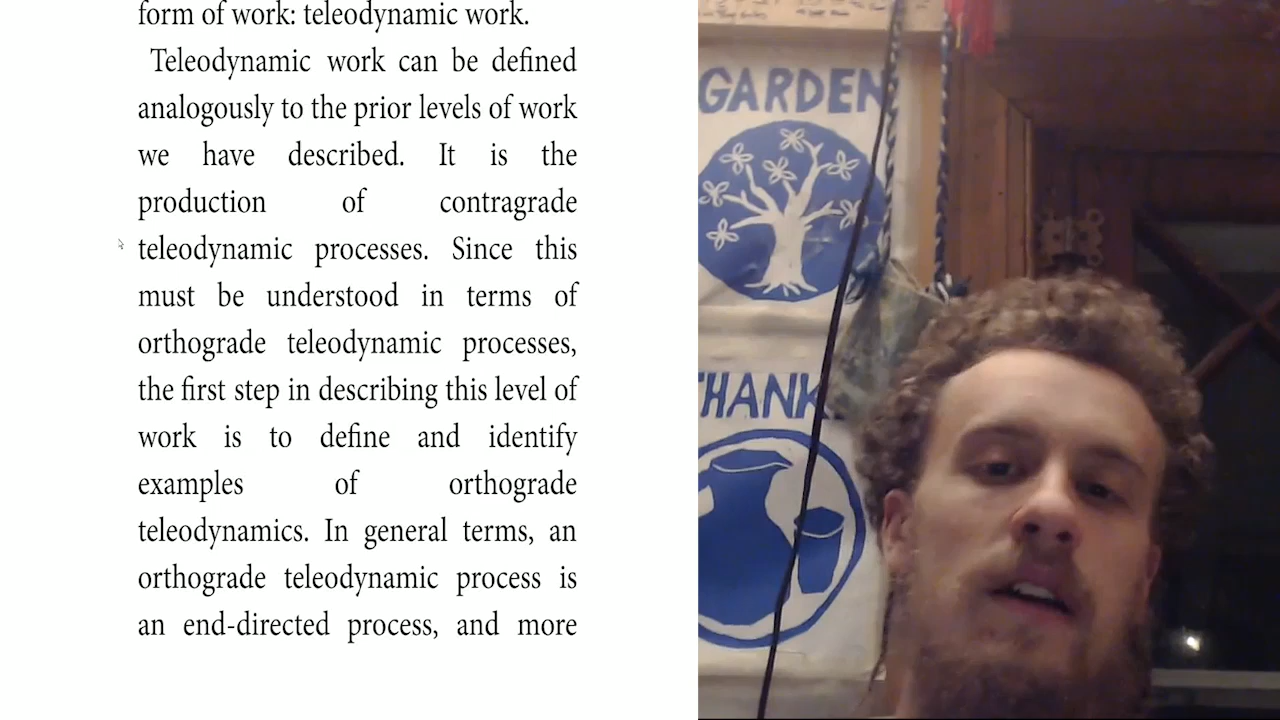 form of work: teleodynamic work.
Teleodynamic work can be defined
analogously to the prior levels of work
we have described. It is the
production of contragrade
teleodynamic processes. Since this
must be understood in terms of
orthograde teleodynamic processes,
the first step in describing this level of
work is to define and identify
examples of orthograde
teleodynamics. In general terms, an
orthograde teleodynamic process is
an end-directed process, and more
GARDEN
THANK